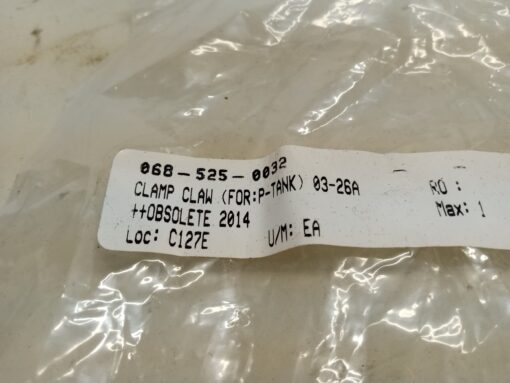 068-525-0032
CLAMP CLAW (FOR:P-TANK) 03-26A RO :
++OBSOLETE 2014 Max: 1
Loc: C127E U/M: EA